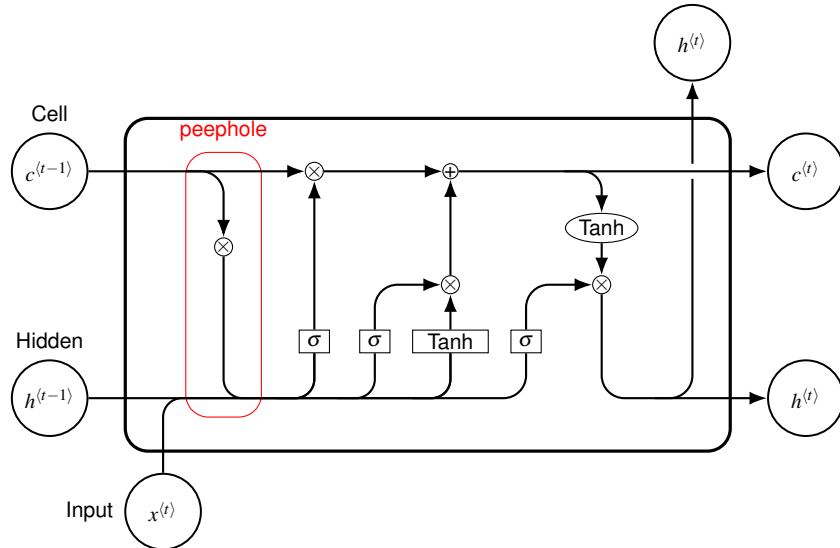 h⟨t⟩
Cell
peephole
c⟨t−1⟩
×
+
c⟨t⟩
Tanh
×
×
×
Hidden
σ
σ
Tanh
σ
h⟨t−1⟩
h⟨t⟩
Input
x⟨t⟩